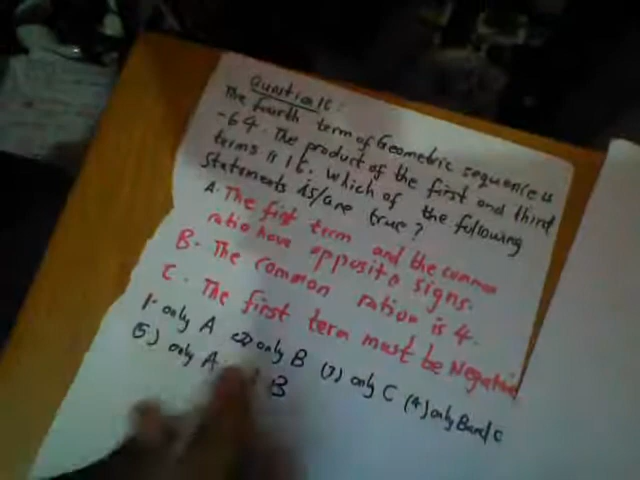 Question 16:
The fourth term of Geometric sequence is
-64. The product of the first and third
terms is 16. Which of the following
statements is/are true?
A. The fist term and the common
ratio have opposite signs.
B. The common ration is 4.
C. The first term must be Negative
1. only A (2) only B (3) only C (4) only B and C
(5) only A B